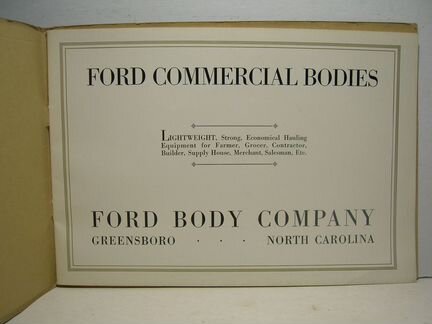 FORD COMMERCIAL BODIES
LIGHTWEIGHT, Strong, Economical Hauling
Equipment for Farmer, Grocer, Contractor,
Builder, Supply House, Merchant, Salesman, Etc.
FORD BODY COMPANY
GREENSBORO · · · NORTH CAROLINA